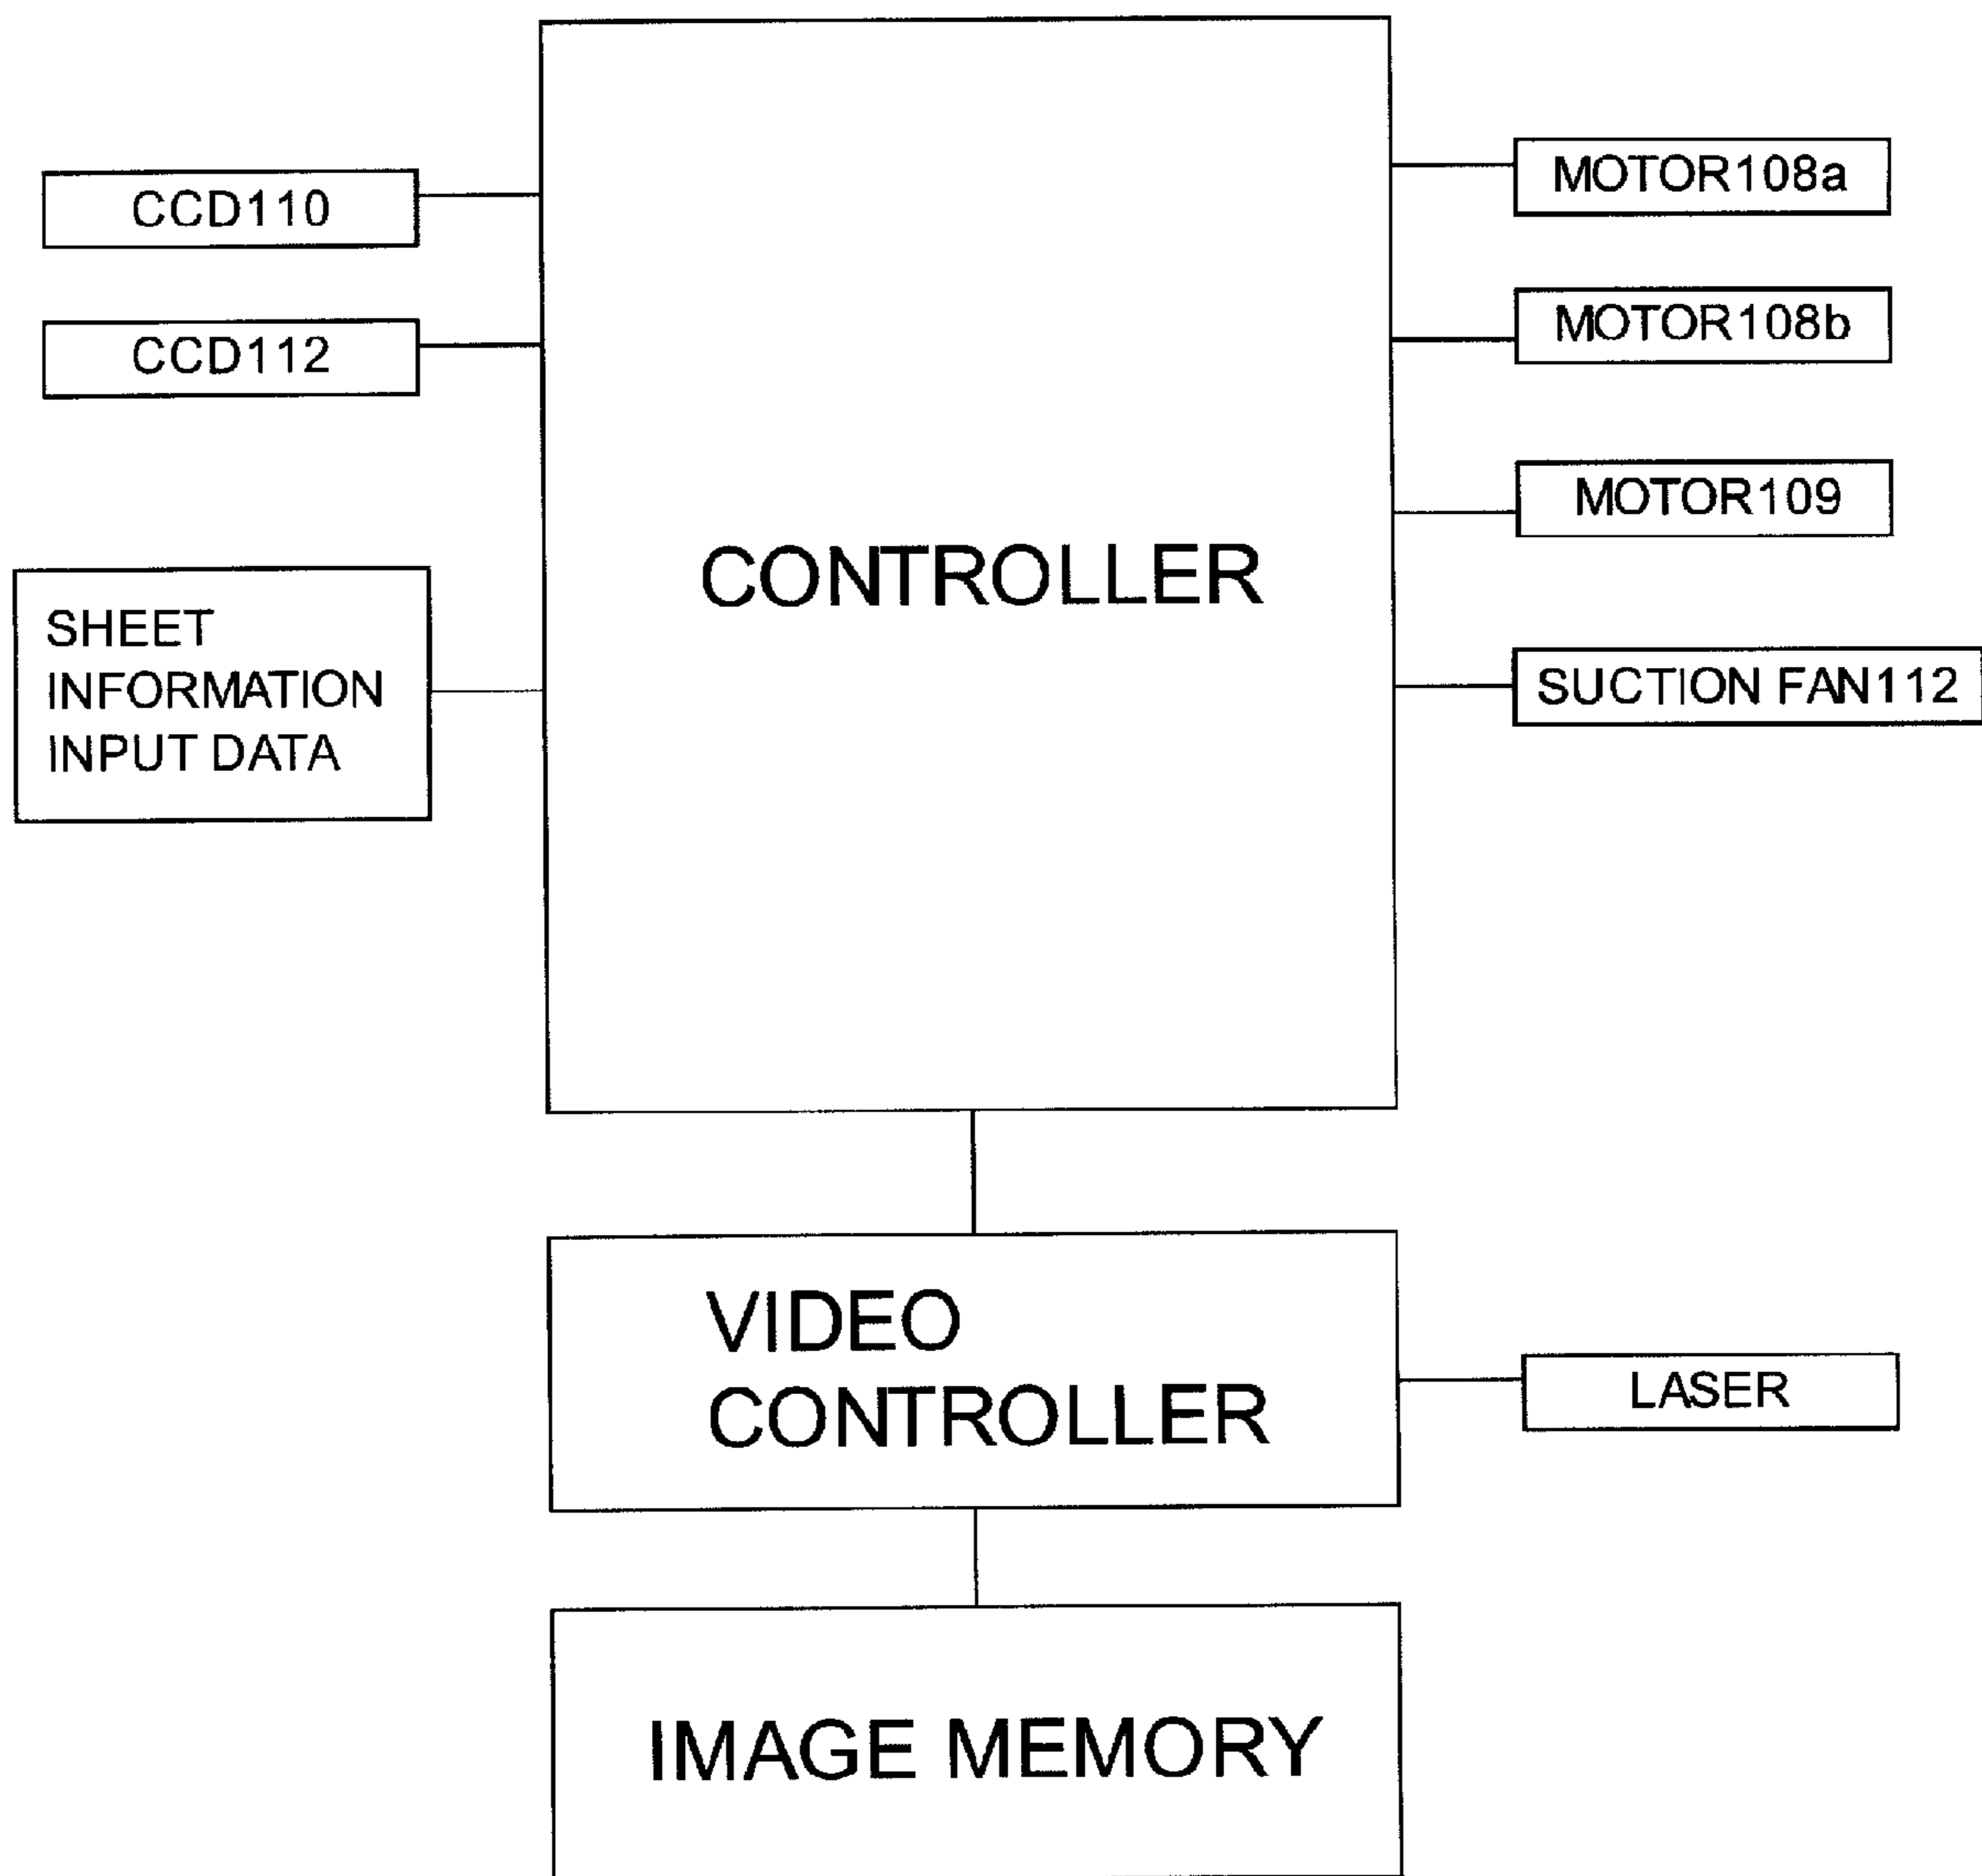 CCD110
CCD112
SHEET
INFORMATION
INPUT DATA
CONTROLLER
MOTOR108a
MOTOR108b
MOTOR109
SUCTION FAN112
VIDEO
CONTROLLER
LASER
IMAGE MEMORY